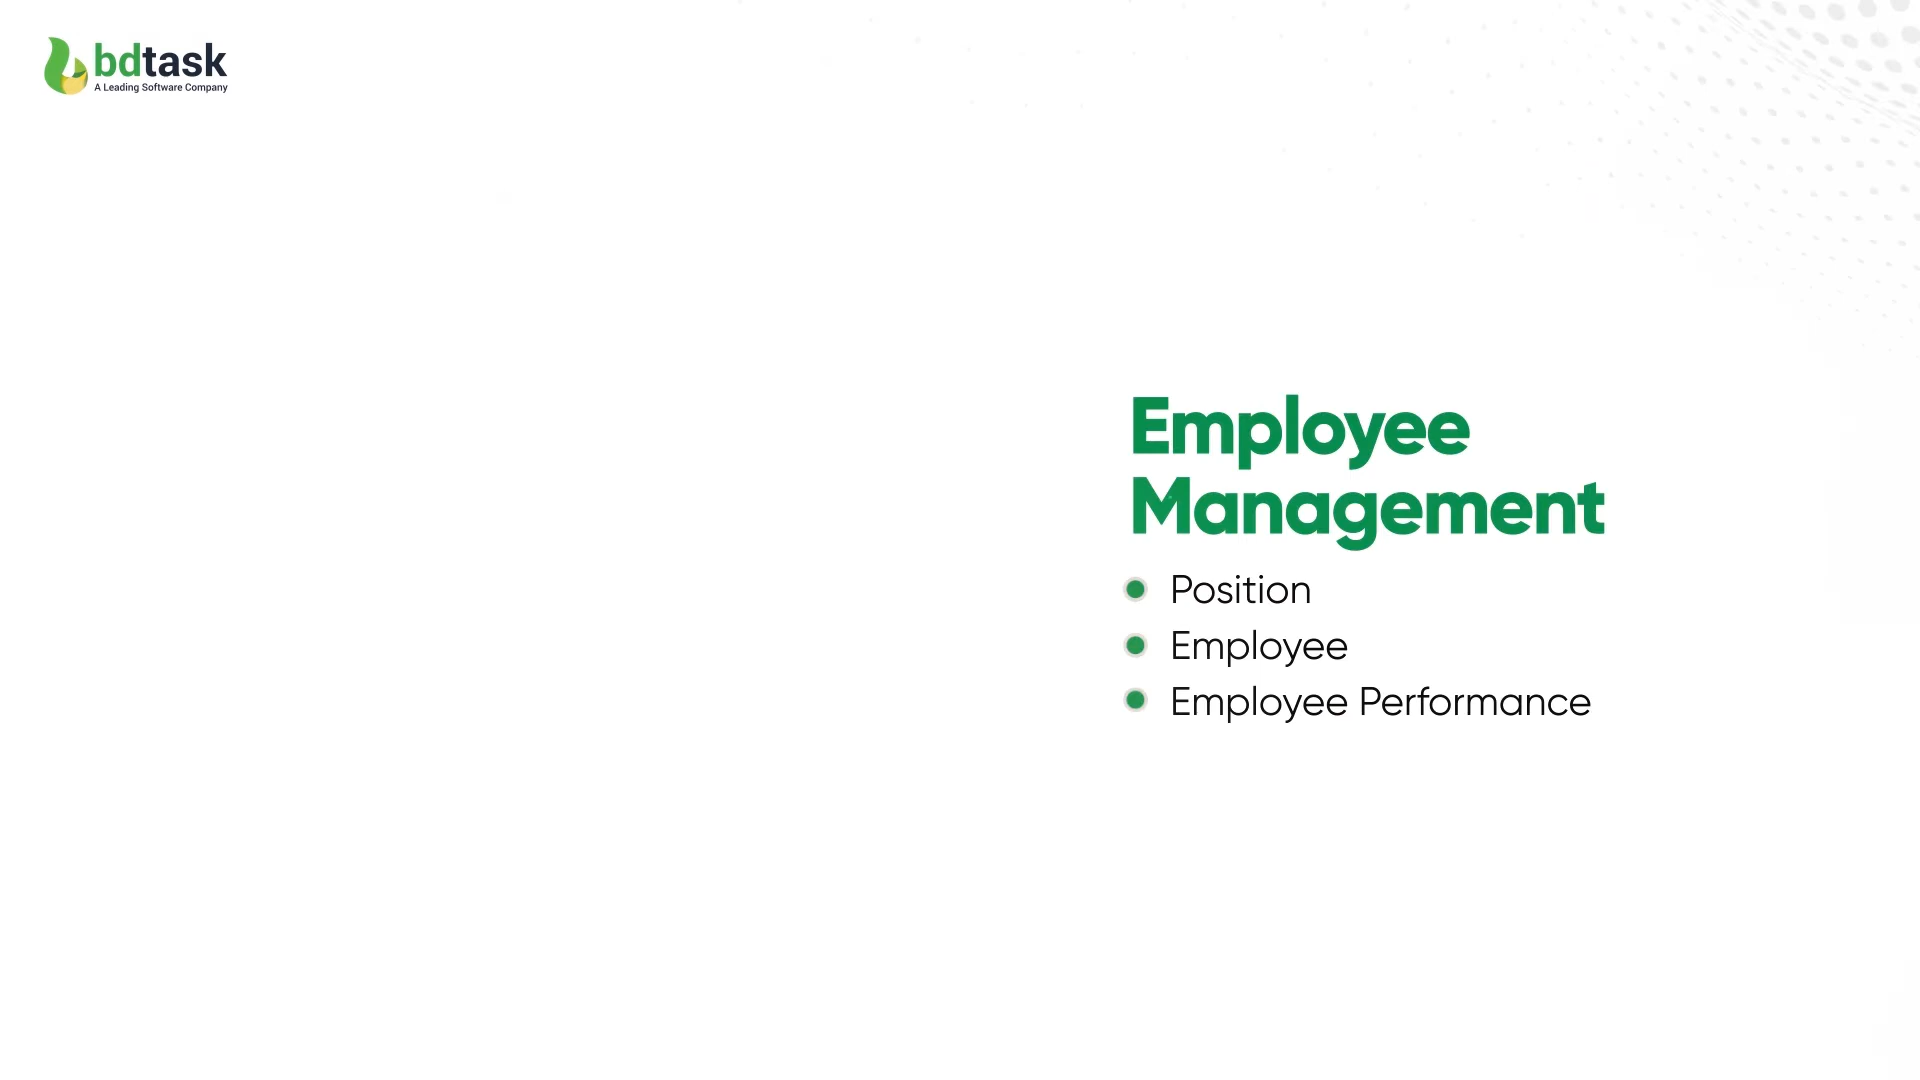 bdtask
A Leading Software Company
Employee
Management
Position
Employee
Employee Performance